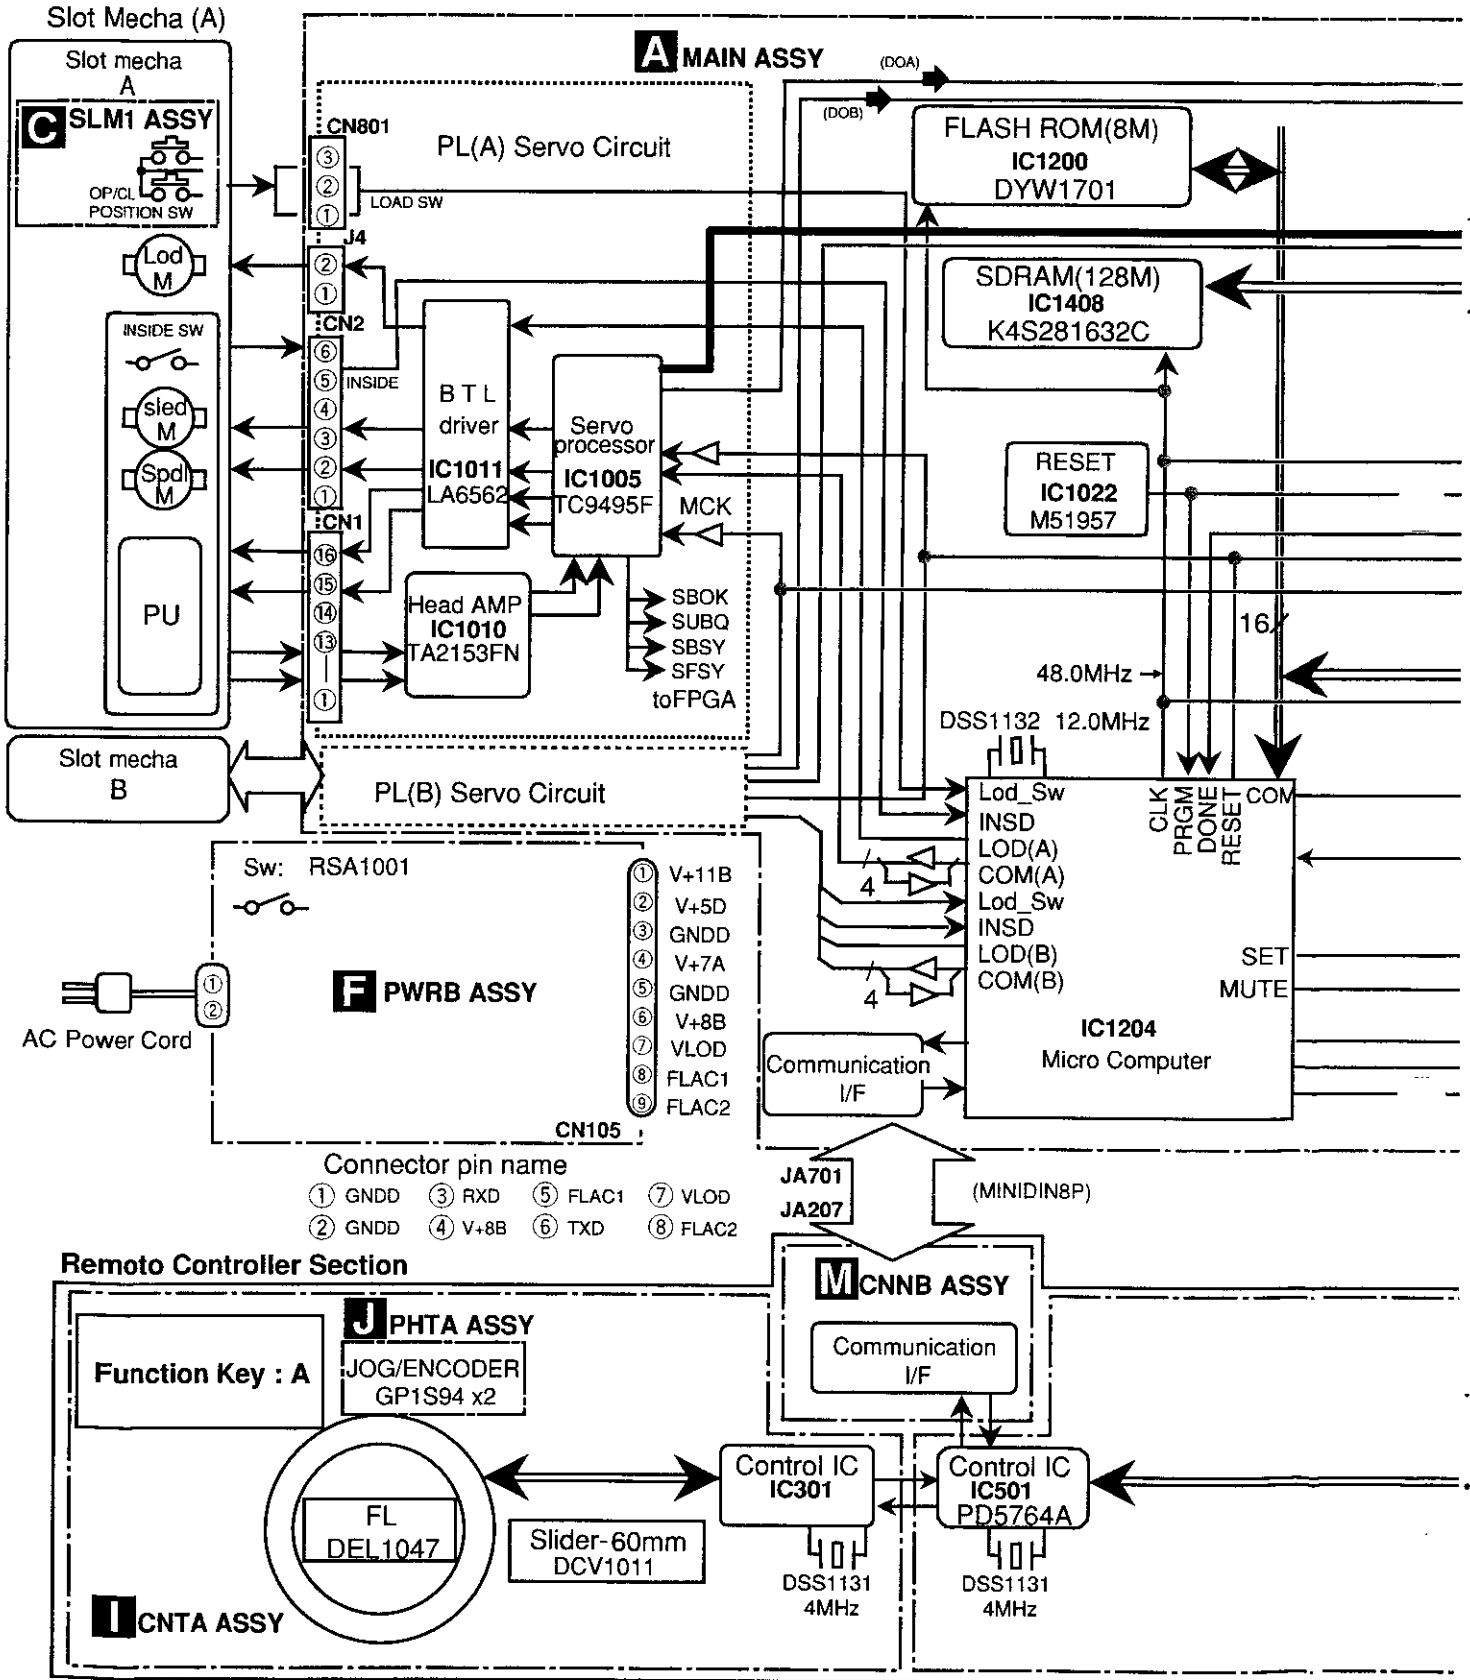 Slot Mecha (A)
Slot mecha
A
C SLM1 ASSY
OP/CL
POSITION SW
Lod
M
INSIDE SW
sled
M
Spdl
M
PU
Slot mecha
B
A MAIN ASSY
(DOA)
(DOB)
PL(A) Servo Circuit
CN801
③
②
①
LOAD SW
J4
②
①
CN2
⑥
⑤ INSIDE
④
③
②
①
CN1
⑯
⑮
⑭
⑬
①
BTL
driver
IC1011
LA6562
Servo
processor
IC1005
TC9495F
MCK
Head AMP
IC1010
TA2153FN
SBOK
SUBQ
SBSY
SFSY
toFPGA
PL(B) Servo Circuit
FLASH ROM(8M)
IC1200
DYW1701
SDRAM(128M)
IC1408
K4S281632C
RESET
IC1022
M51957
16
48.0MHz
DSS1132 12.0MHz
Lod_Sw
INSD
LOD(A)
COM(A)
Lod_Sw
INSD
LOD(B)
COM(B)
4
4
CLK
PRGM
DONE
RESET
COM
SET
MUTE
IC1204
Micro Computer
Communication
I/F
Sw: RSA1001
F PWRB ASSY
①
②
AC Power Cord
① V+11B
② V+5D
③ GNDD
④ V+7A
⑤ GNDD
⑥ V+8B
⑦ VLOD
⑧ FLAC1
⑨ FLAC2
CN105
Connector pin name
① GNDD ③ RXD ⑤ FLAC1 ⑦ VLOD
② GNDD ④ V+8B ⑥ TXD ⑧ FLAC2
JA701
JA207
(MINIDIN8P)
Remoto Controller Section
M CNNB ASSY
Communication
I/F
J PHTA ASSY
JOG/ENCODER
GP1S94 x2
Function Key : A
FL
DEL1047
Slider-60mm
DCV1011
Control IC
IC301
DSS1131
4MHz
Control IC
IC501
PD5764A
DSS1131
4MHz
I CNTA ASSY